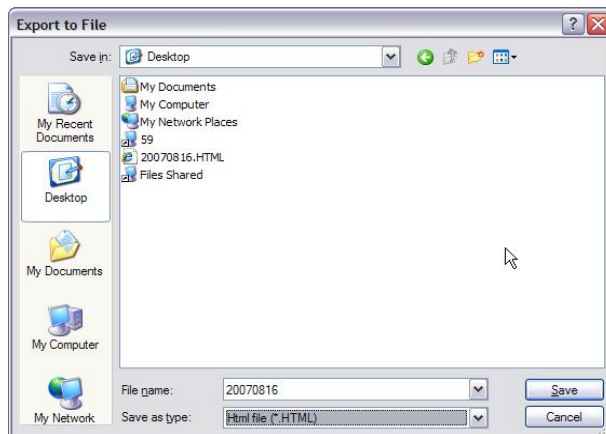 Export to File
?
Save in: Desktop
My Documents
My Computer
My Network Places
59
20070816.HTML
Files Shared
My Recent
Documents
Desktop
My Documents
My Computer
My Network
File name: 20070816 Save
Save as type: Html file (*.HTML) Cancel